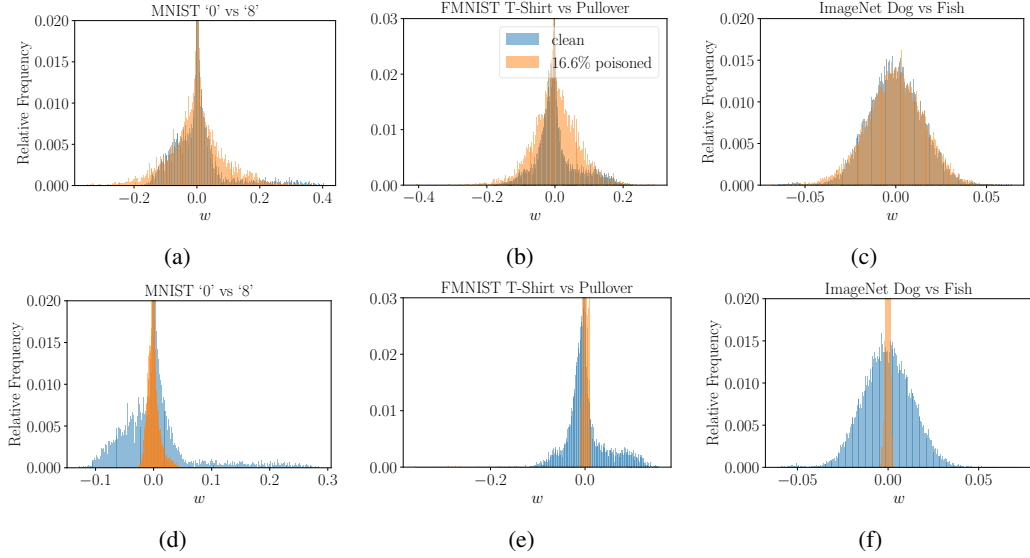 MNIST ‘0’ vs ‘8’
FMNIST T-Shirt vs Pullover
ImageNet Dog vs Fish
0.020
0.015
0.010
0.005
0.000
Relative Frequency
−0.2
0.0
0.2
0.4
w
0.03
0.02
0.01
0.00
clean
16.6% poisoned
−0.4
−0.2
0.0
0.2
w
0.020
0.015
0.010
0.005
0.000
Relative Frequency
−0.05
0.00
0.05
w
(a)
(b)
(c)
MNIST ‘0’ vs ‘8’
FMNIST T-Shirt vs Pullover
ImageNet Dog vs Fish
0.020
0.015
0.010
0.005
0.000
Relative Frequency
−0.1
0.0
0.1
0.2
0.3
w
0.03
0.02
0.01
0.00
−0.2
0.0
w
0.020
0.015
0.010
0.005
0.000
Relative Frequency
−0.05
0.00
0.05
w
(d)
(e)
(f)